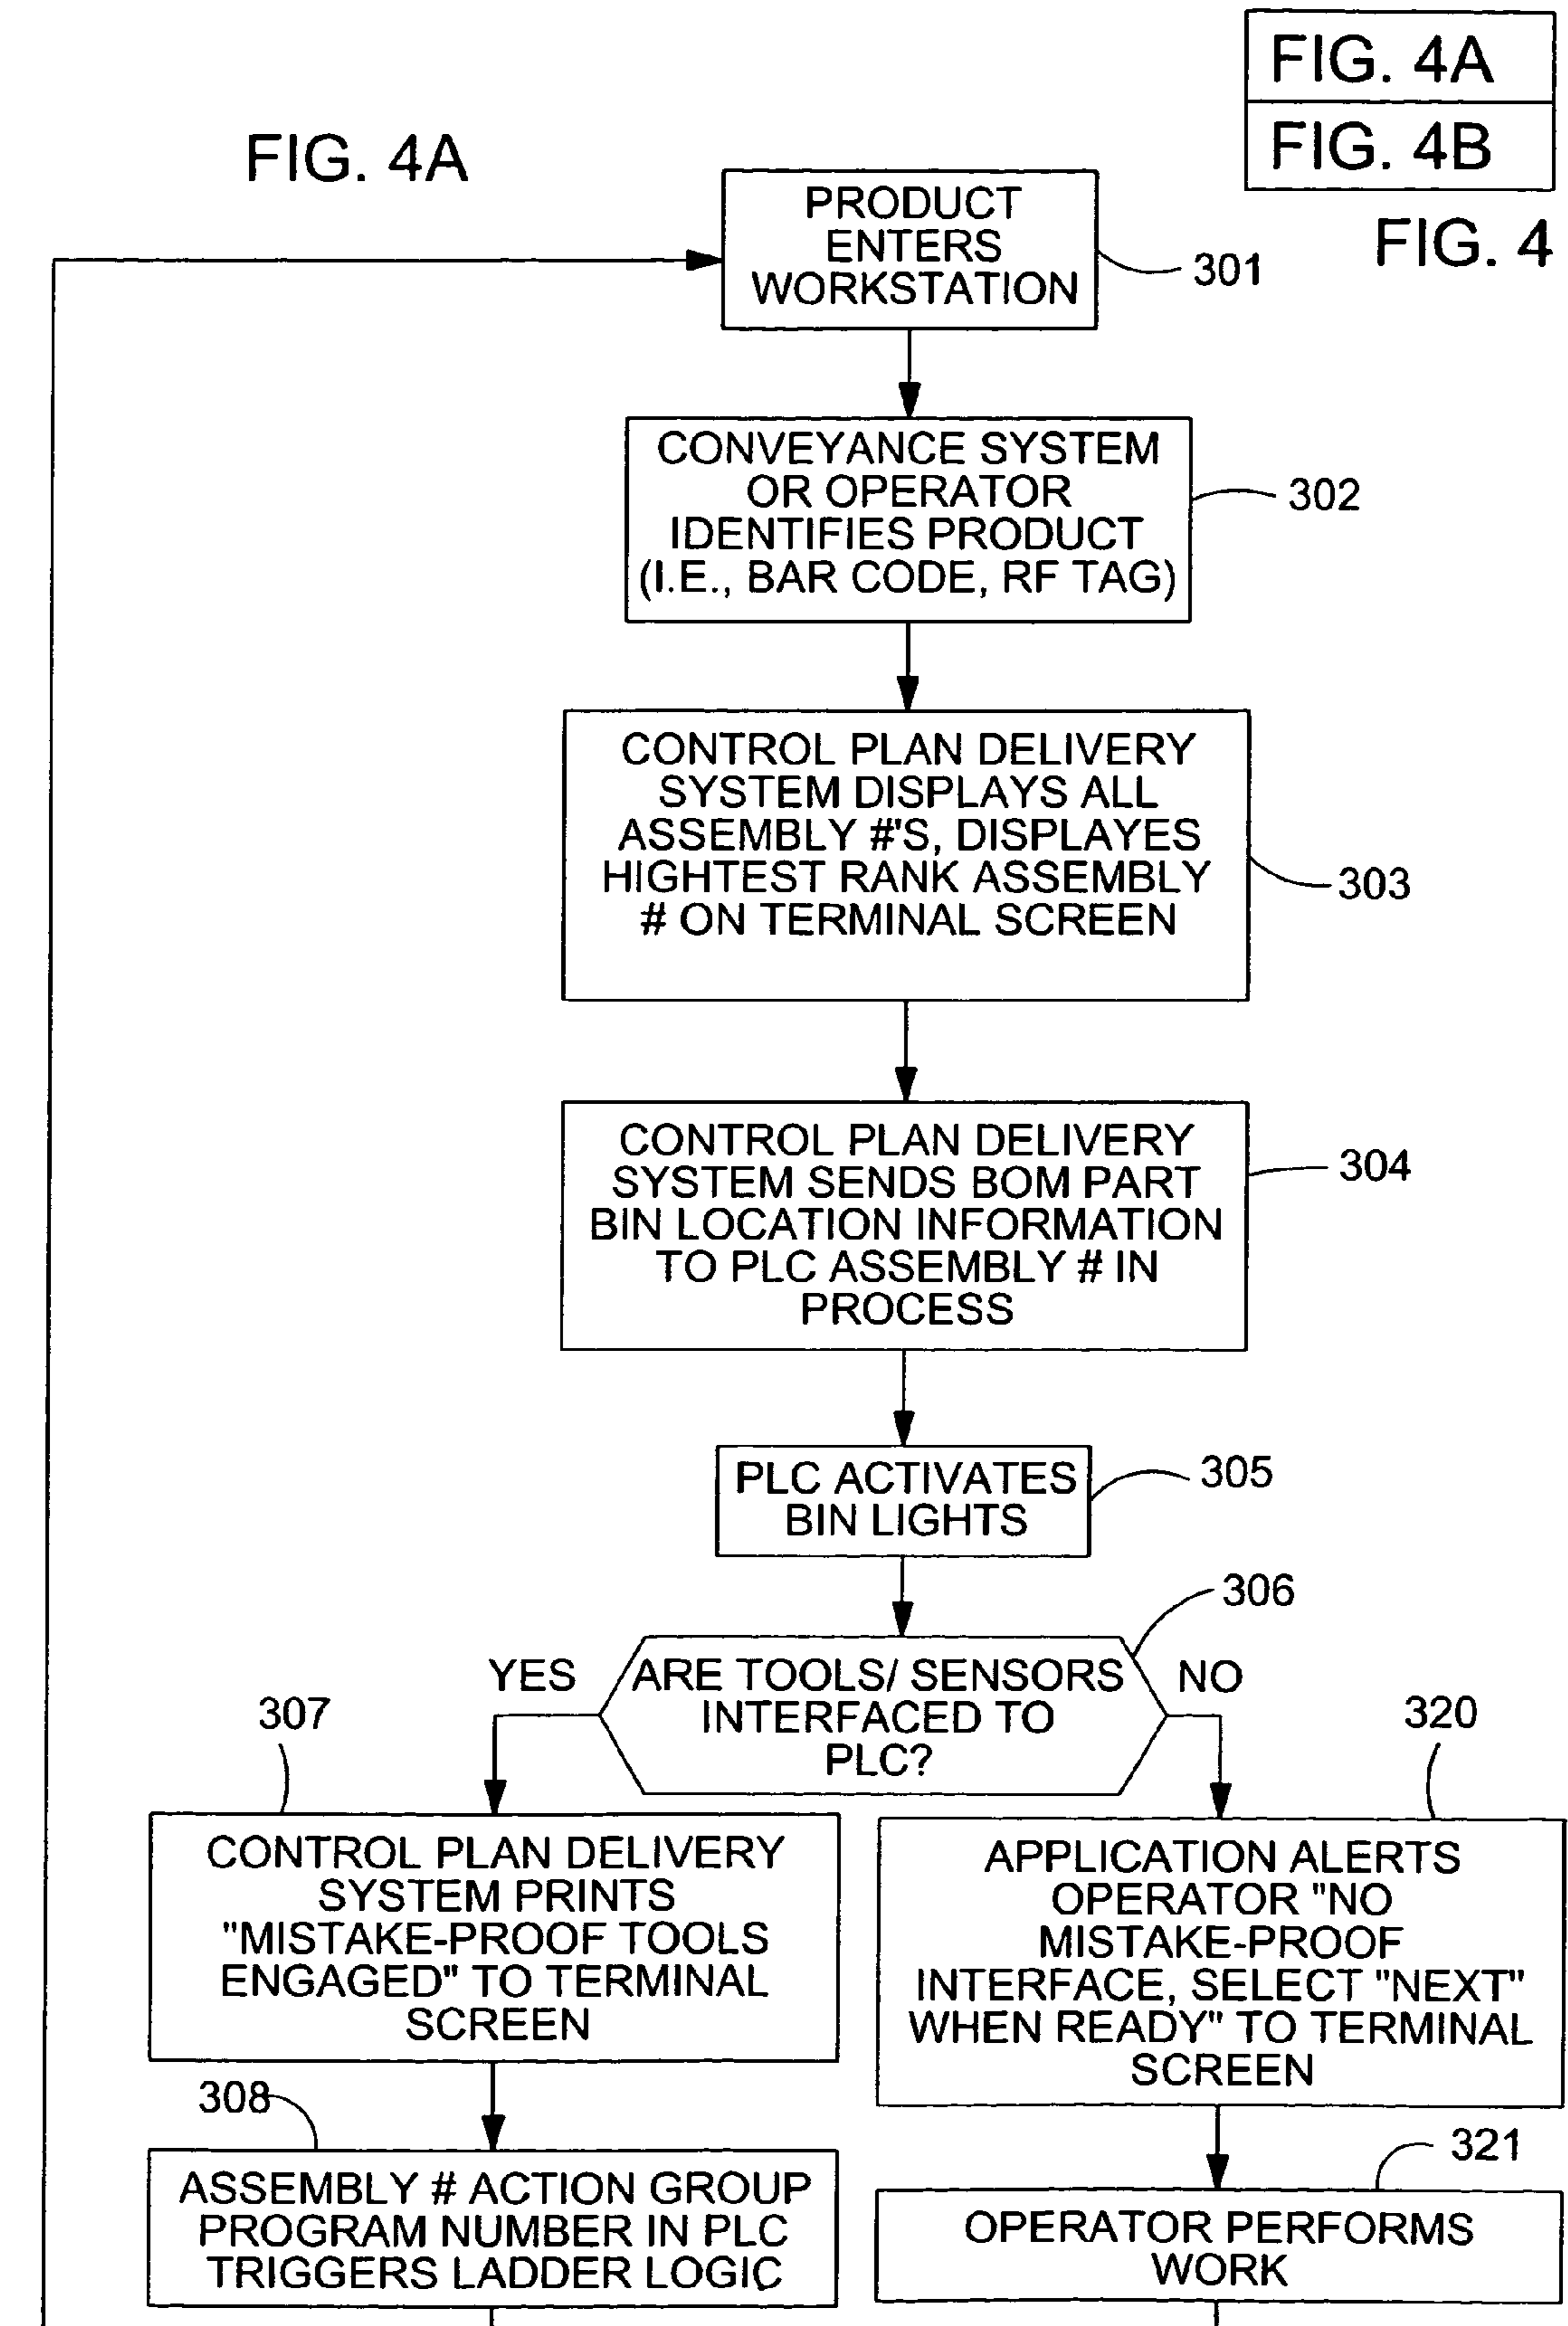 FIG. 4A
FIG. 4B
FIG. 4
FIG. 4A
PRODUCT
ENTERS
WORKSTATION
301
CONVEYANCE SYSTEM
OR OPERATOR
IDENTIFIES PRODUCT
(I.E., BAR CODE, RF TAG)
302
CONTROL PLAN DELIVERY
SYSTEM DISPLAYS ALL
ASSEMBLY #'S, DISPLAYES
HIGHTEST RANK ASSEMBLY
# ON TERMINAL SCREEN
303
CONTROL PLAN DELIVERY
SYSTEM SENDS BOM PART
BIN LOCATION INFORMATION
TO PLC ASSEMBLY # IN
PROCESS
304
PLC ACTIVATES
BIN LIGHTS
305
306
YES
ARE TOOLS/ SENSORS
INTERFACED TO
PLC?
NO
307
CONTROL PLAN DELIVERY
SYSTEM PRINTS
"MISTAKE-PROOF TOOLS
ENGAGED" TO TERMINAL
SCREEN
320
APPLICATION ALERTS
OPERATOR "NO
MISTAKE-PROOF
INTERFACE, SELECT "NEXT"
WHEN READY" TO TERMINAL
SCREEN
308
ASSEMBLY # ACTION GROUP
PROGRAM NUMBER IN PLC
TRIGGERS LADDER LOGIC
321
OPERATOR PERFORMS
WORK